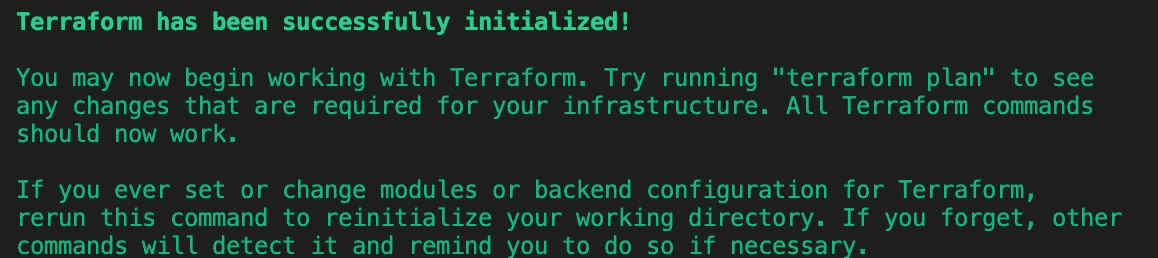 Terraform has been successfully initialized!
You may now begin working with Terraform. Try running "terraform plan" to see
any changes that are required for your infrastructure. All Terraform commands
should now work.
If you ever set or change modules or backend configuration for Terraform,
rerun this command to reinitialize your working directory. If you forget, other
commands will detect it and remind you to do so if necessary.